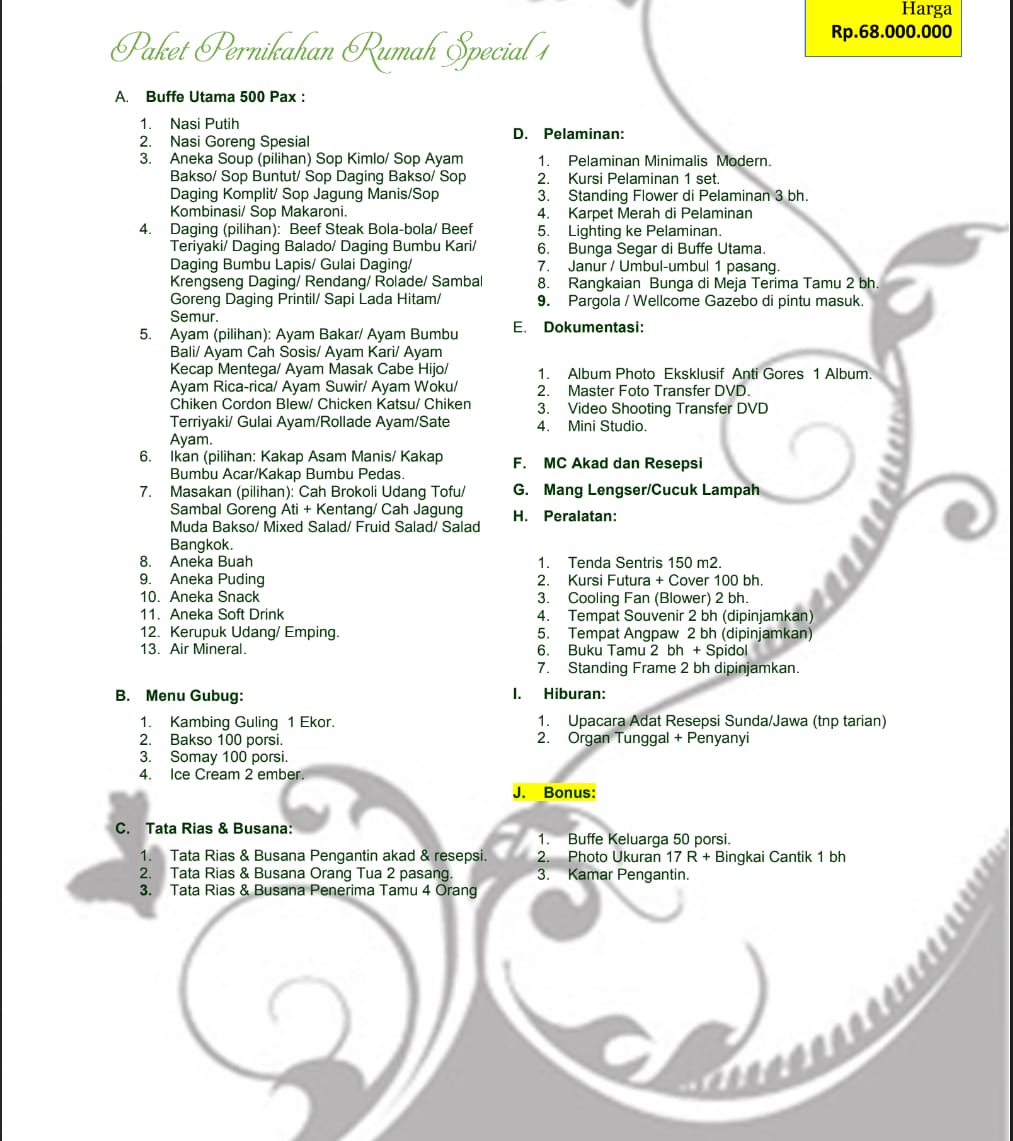 Harga
Rp.68.000.000
Paket Pernikahan Rumah Special 1
A. Buffe Utama 500 Pax :
1. Nasi Putih
2. Nasi Goreng Spesial
3. Aneka Soup (pilihan) Sop Kimlo/ Sop Ayam
Bakso/ Sop Buntut/ Sop Daging Bakso/ Sop
Daging Komplit/ Sop Jagung Manis/Sop
Kombinasi/ Sop Makaroni.
4. Daging (pilihan): Beef Steak Bola-bola/ Beef
Teriyaki/ Daging Balado/ Daging Bumbu Kari/
Daging Bumbu Lapis/ Gulai Daging/
Krengseng Daging/ Rendang/ Rolade/ Sambal
Goreng Daging Printil/ Sapi Lada Hitam/
Semur.
5. Ayam (pilihan): Ayam Bakar/ Ayam Bumbu
Bali/ Ayam Cah Sosis/ Ayam Kari/ Ayam
Kecap Mentega/ Ayam Masak Cabe Hijo/
Ayam Rica-rica/ Ayam Suwir/ Ayam Woku/
Chiken Cordon Blew/ Chicken Katsu/ Chiken
Terriyaki/ Gulai Ayam/Rollade Ayam/Sate
Ayam.
6. Ikan (pilihan: Kakap Asam Manis/ Kakap
Bumbu Acar/Kakap Bumbu Pedas.
7. Masakan (pilihan): Cah Brokoli Udang Tofu/
Sambal Goreng Ati + Kentang/ Cah Jagung
Muda Bakso/ Mixed Salad/ Fruid Salad/ Salad
Bangkok.
8. Aneka Buah
9. Aneka Puding
10. Aneka Snack
11. Aneka Soft Drink
12. Kerupuk Udang/ Emping.
13. Air Mineral.
B. Menu Gubug:
1. Kambing Guling 1 Ekor.
2. Bakso 100 porsi.
3. Somay 100 porsi.
4. Ice Cream 2 ember.
C. Tata Rias & Busana:
1. Tata Rias & Busana Pengantin akad & resepsi.
2. Tata Rias & Busana Orang Tua 2 pasang.
3. Tata Rias & Busana Penerima Tamu 4 Orang
D. Pelaminan:
1. Pelaminan Minimalis Modern.
2. Kursi Pelaminan 1 set.
3. Standing Flower di Pelaminan 3 bh.
4. Karpet Merah di Pelaminan
5. Lighting ke Pelaminan.
6. Bunga Segar di Buffe Utama.
7. Janur / Umbul-umbul 1 pasang.
8. Rangkaian Bunga di Meja Terima Tamu 2 bh.
9. Pargola / Wellcome Gazebo di pintu masuk.
E. Dokumentasi:
1. Album Photo Eksklusif Anti Gores 1 Album.
2. Master Foto Transfer DVD.
3. Video Shooting Transfer DVD
4. Mini Studio.
F. MC Akad dan Resepsi
G. Mang Lengser/Cucuk Lampah
H. Peralatan:
1. Tenda Sentris 150 m2.
2. Kursi Futura + Cover 100 bh.
3. Cooling Fan (Blower) 2 bh.
4. Tempat Souvenir 2 bh (dipinjamkan)
5. Tempat Angpaw 2 bh (dipinjamkan)
6. Buku Tamu 2 bh + Spidol
7. Standing Frame 2 bh dipinjamkan.
I. Hiburan:
1. Upacara Adat Resepsi Sunda/Jawa (tnp tarian)
2. Organ Tunggal + Penyanyi
J. Bonus:
1. Buffe Keluarga 50 porsi.
2. Photo Ukuran 17 R + Bingkai Cantik 1 bh
3. Kamar Pengantin.